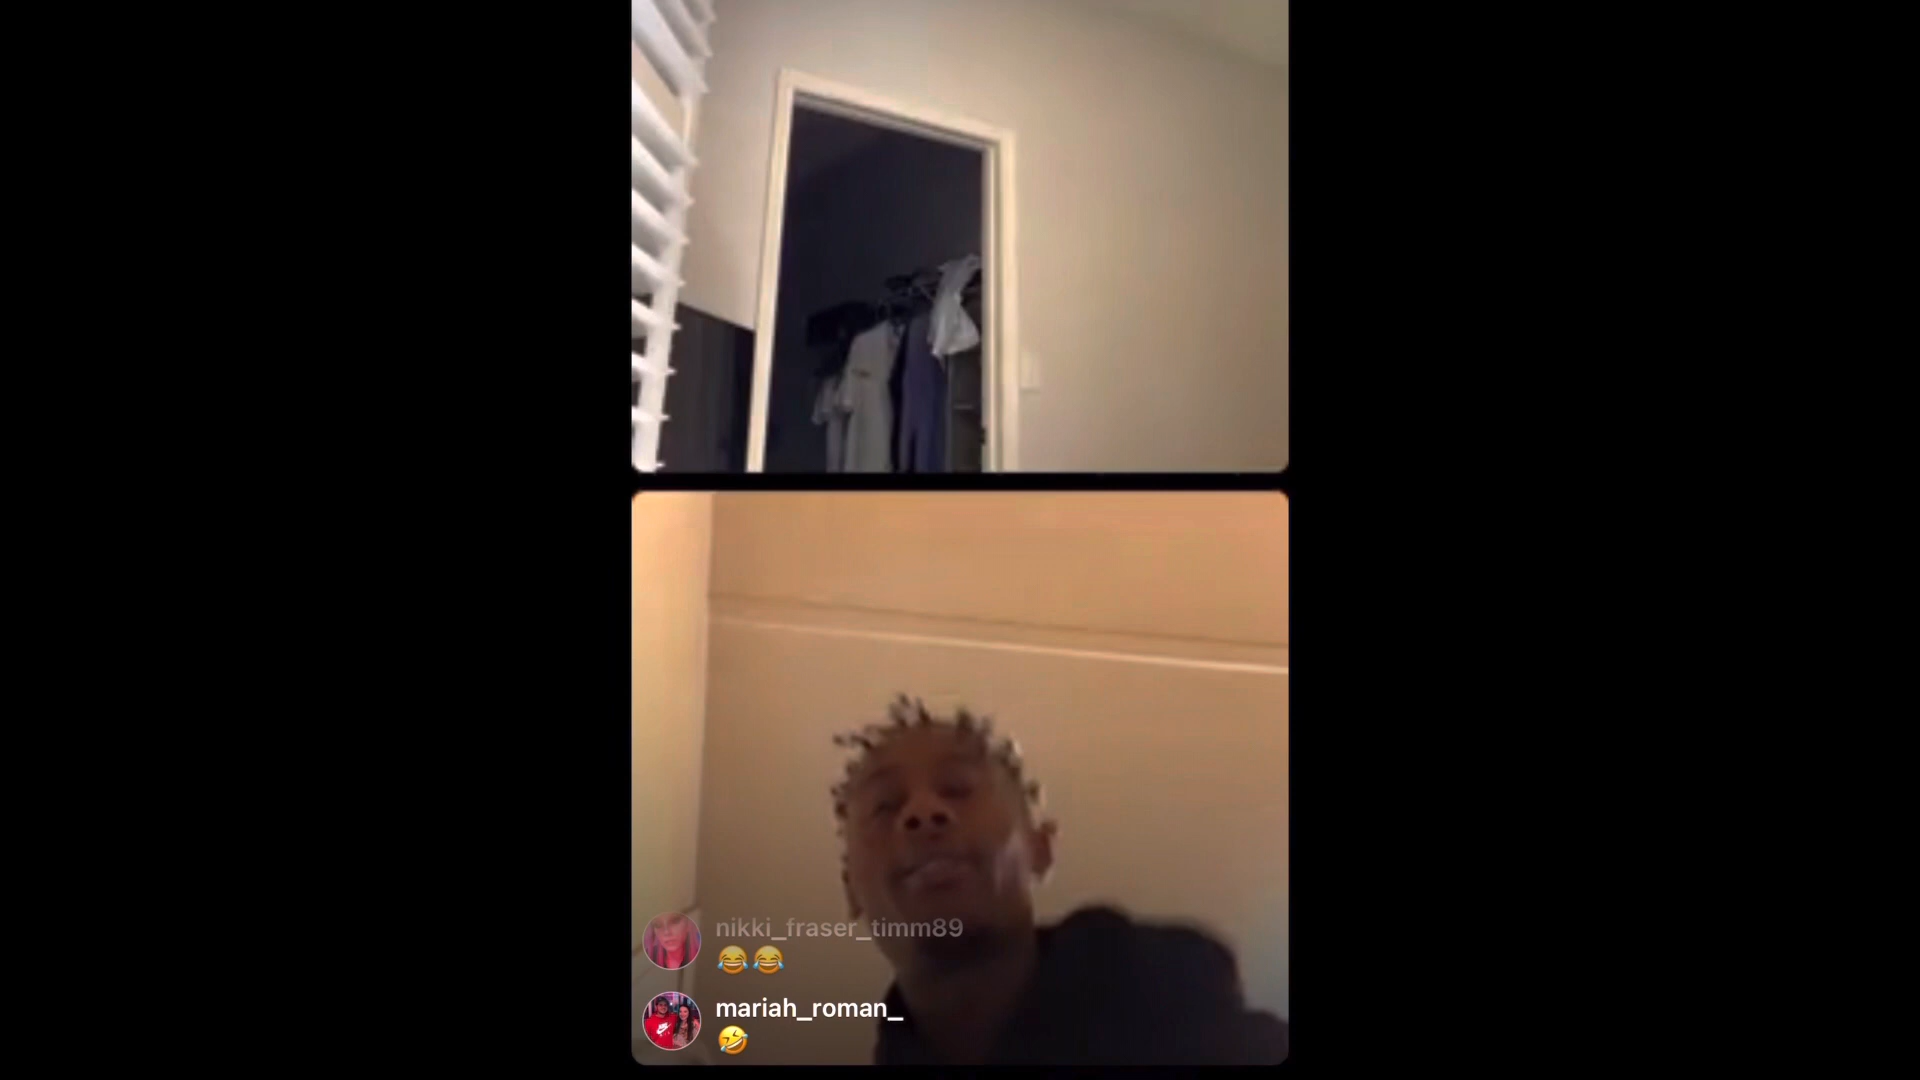 nikki_fraser_timm89
😂😂
mariah_roman_
🤣